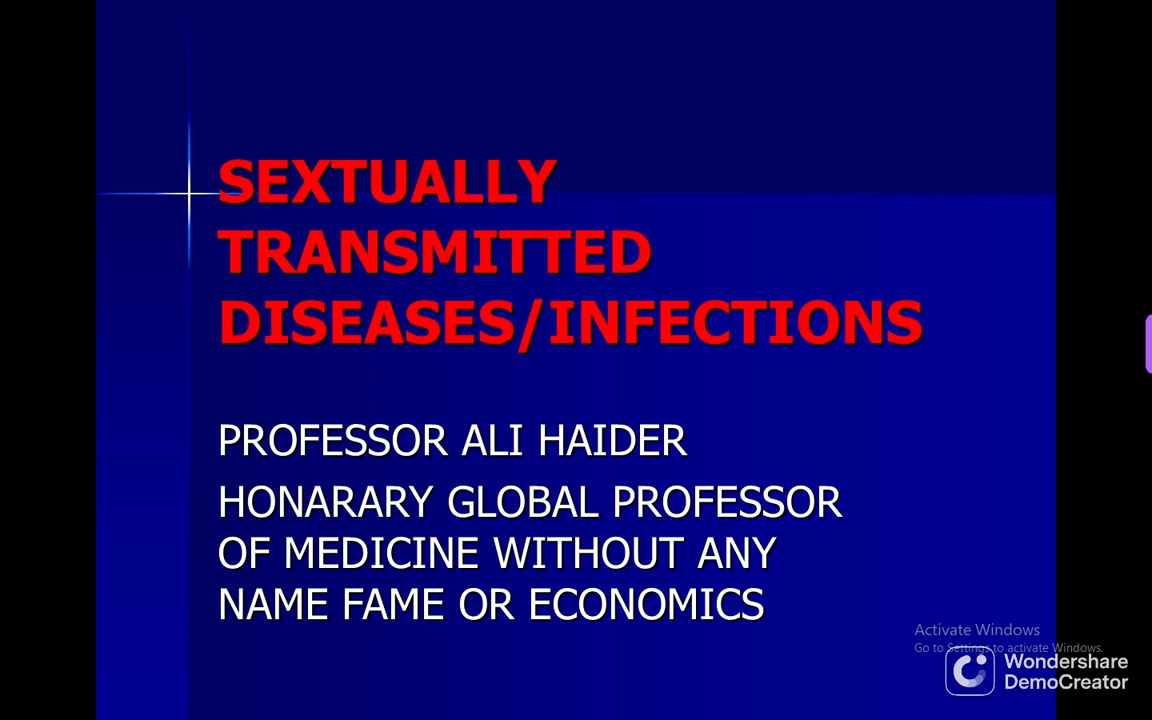 SEXTUALLY
TRANSMITTED
DISEASES/INFECTIONS
PROFESSOR ALI HAIDER
HONARARY GLOBAL PROFESSOR
OF MEDICINE WITHOUT ANY
NAME FAME OR ECONOMICS
Activate Windows
Go to Settings to activate Windows.
Wondershare
DemoCreator